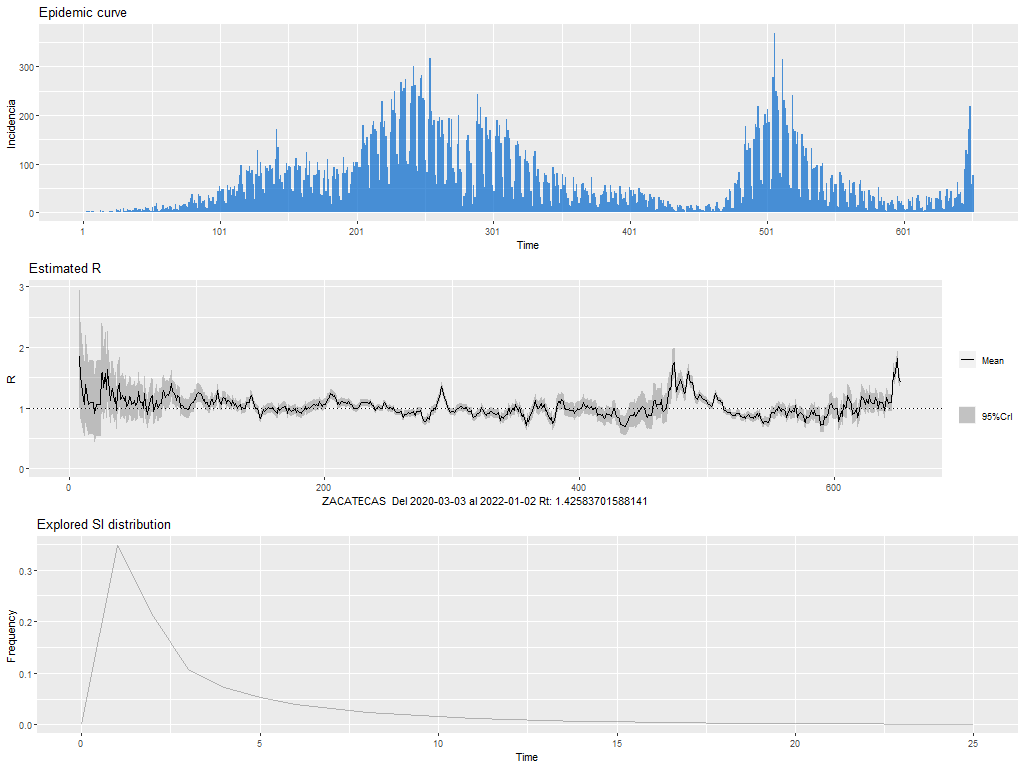 Epidemic curve
300
200
100
0
Incidencia
1
101
201
301
401
501
601
Time
Estimated R
3
2
1
0
R
Mean
95%CrI
0
200
400
600
ZACATECAS Del 2020-03-03 al 2022-01-02 Rt: 1.42583701588141
Explored SI distribution
0.3
0.2
0.1
0.0
Frequency
0
5
10
15
20
25
Time